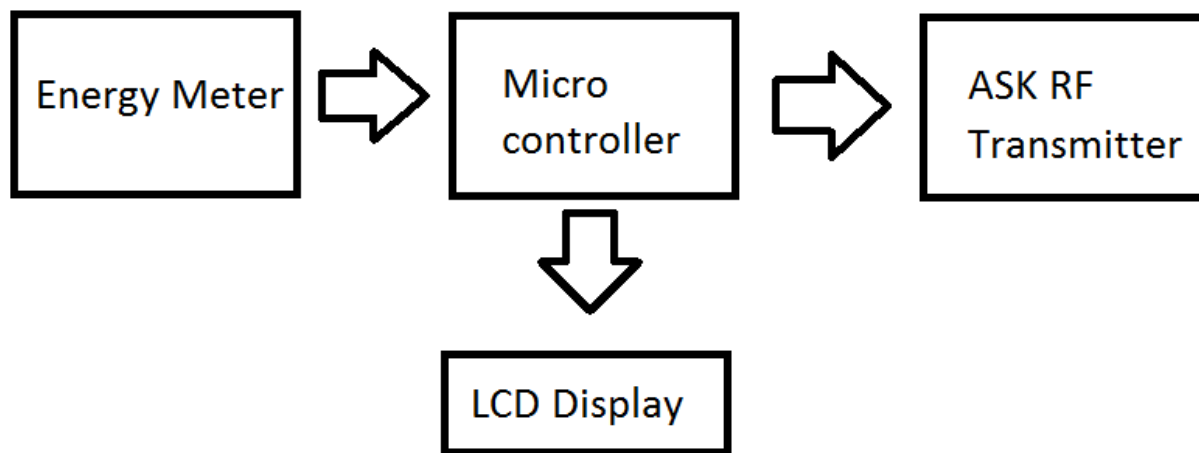 Energy Meter
Micro
controller
ASK RF
Transmitter
LCD Display